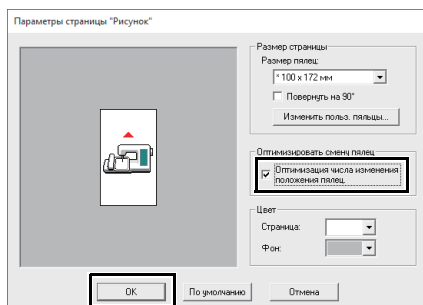 Параметры страницы "Рисунок"
Размер страницы
Размер пялец:
* 100 x 172 мм
Повернуть на 90°
Изменить польз. пяльцы...
Оптимизировать смену пялец
Оптимизация числа изменения
положения пялец.
Цвет
Страница:
Фон:
OK
По умолчанию
Отмена